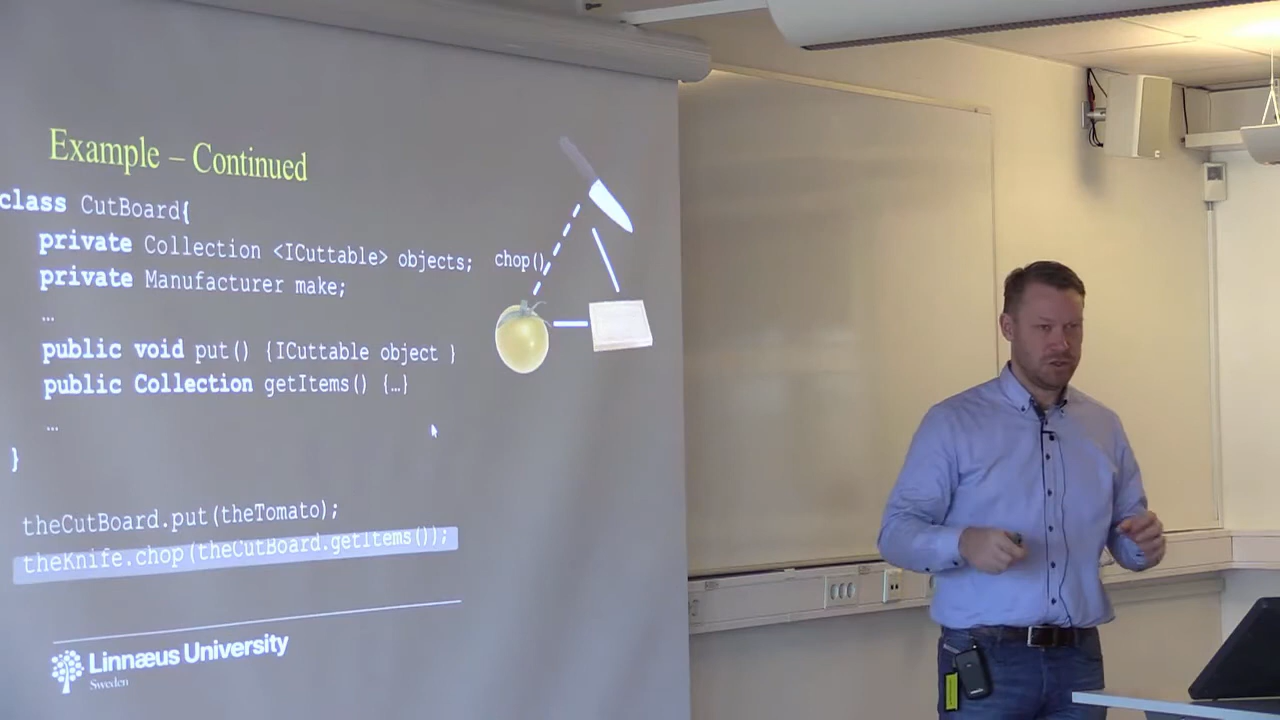 Example – Continued
class CutBoard{
private Collection <ICuttable> objects;
private Manufacturer make;
…
public void put() {ICuttable object }
public Collection getItems() {…}
…
}
theCutBoard.put(theTomato);
theKnife.chop(theCutBoard.getItems());
chop()
Linnæus University
Sweden